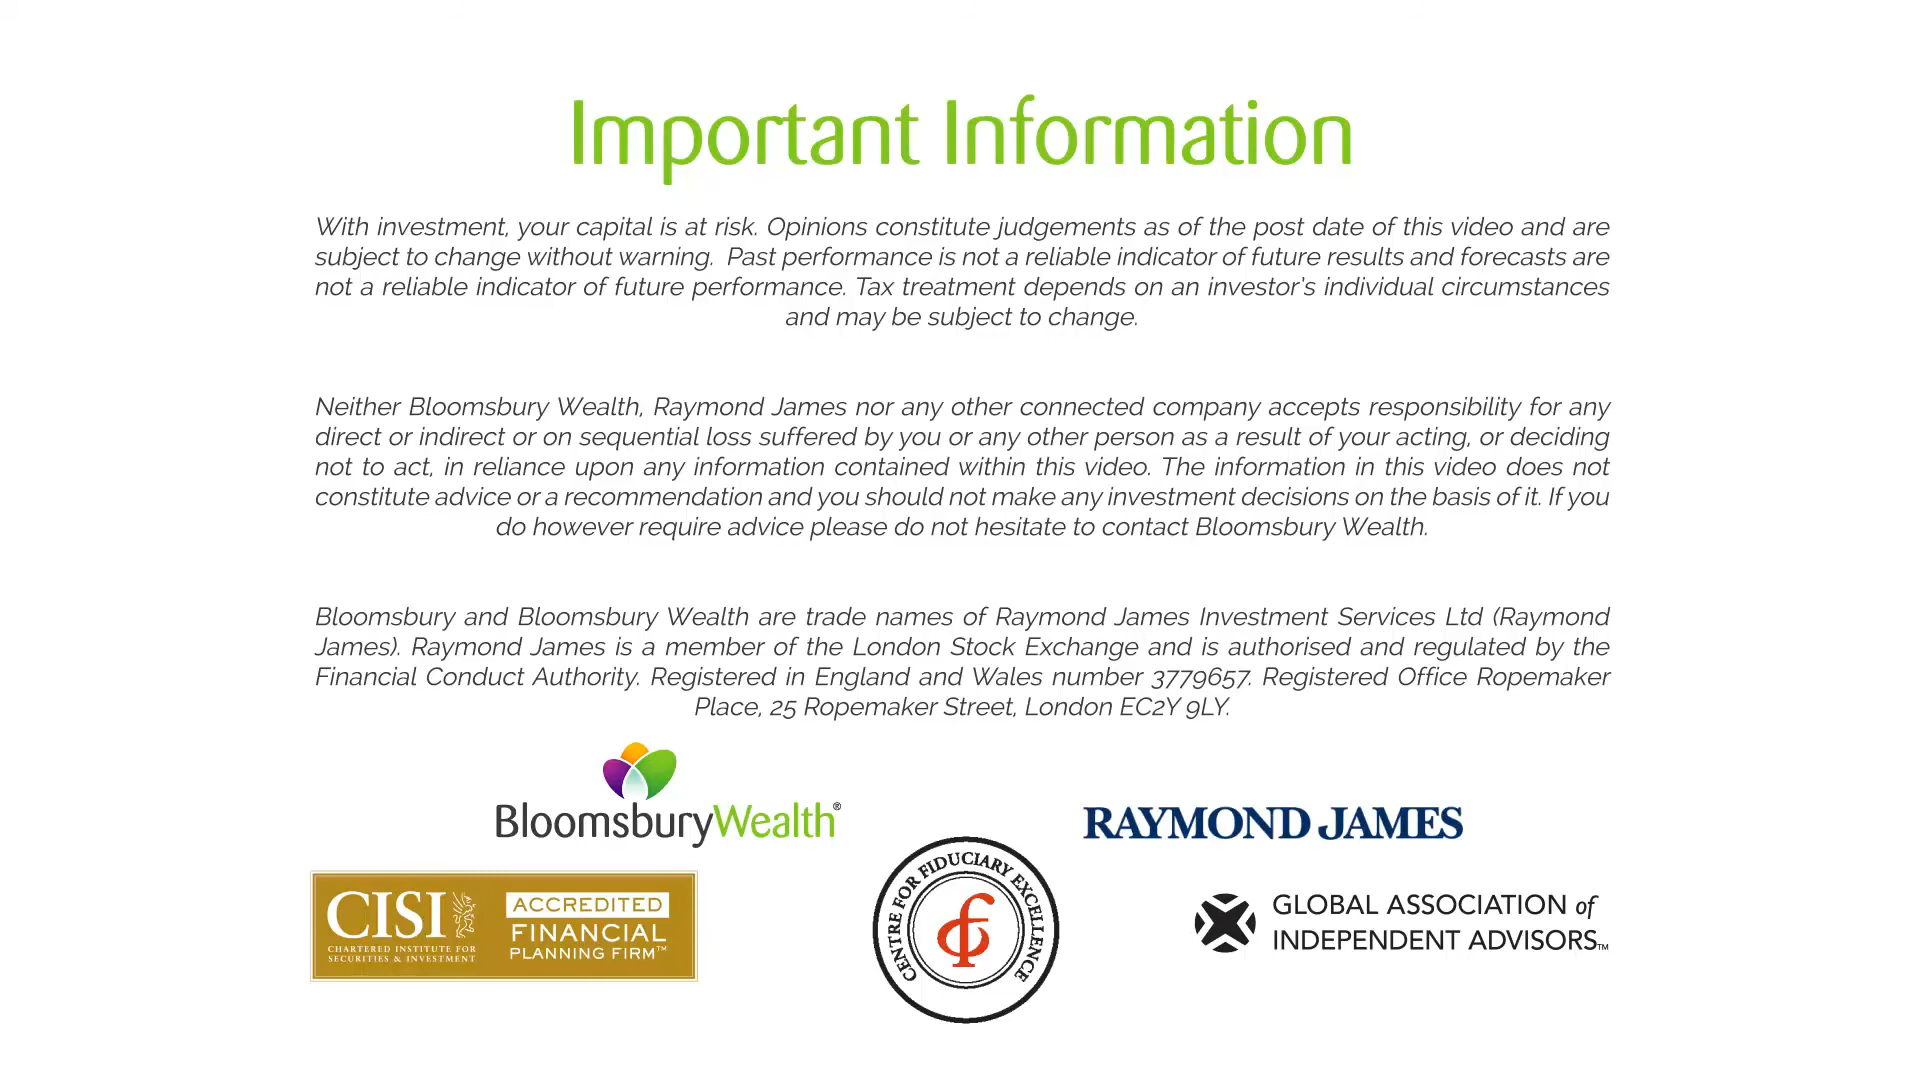 Important Information
With investment, your capital is at risk. Opinions constitute judgements as of the post date of this video and are
subject to change without warning.  Past performance is not a reliable indicator of future results and forecasts are
not a reliable indicator of future performance. Tax treatment depends on an investor's individual circumstances
and may be subject to change.
Neither Bloomsbury Wealth, Raymond James nor any other connected company accepts responsibility for any
direct or indirect or on sequential loss suffered by you or any other person as a result of your acting, or deciding
not to act, in reliance upon any information contained within this video. The information in this video does not
constitute advice or a recommendation and you should not make any investment decisions on the basis of it. If you
do however require advice please do not hesitate to contact Bloomsbury Wealth.
Bloomsbury and Bloomsbury Wealth are trade names of Raymond James Investment Services Ltd (Raymond
James). Raymond James is a member of the London Stock Exchange and is authorised and regulated by the
Financial Conduct Authority. Registered in England and Wales number 3779657. Registered Office Ropemaker
Place, 25 Ropemaker Street, London EC2Y 9LY.
BloomsburyWealth®
RAYMOND JAMES
CISI
CHARTERED INSTITUTE FOR
SECURITIES & INVESTMENT
ACCREDITED
FINANCIAL
PLANNING FIRM™
CENTRE FOR FIDUCIARY EXCELLENCE
GLOBAL ASSOCIATION of
INDEPENDENT ADVISORS™